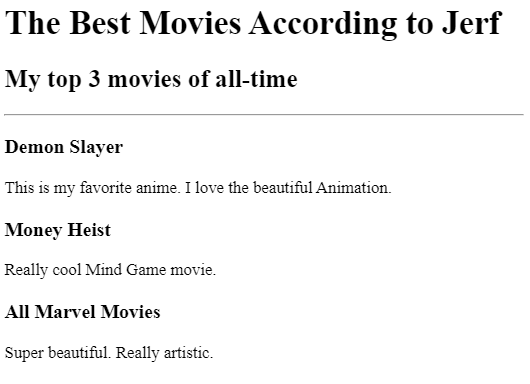 The Best Movies According to Jerf
My top 3 movies of all-time
Demon Slayer
This is my favorite anime. I love the beautiful Animation.
Money Heist
Really cool Mind Game movie.
All Marvel Movies
Super beautiful. Really artistic.